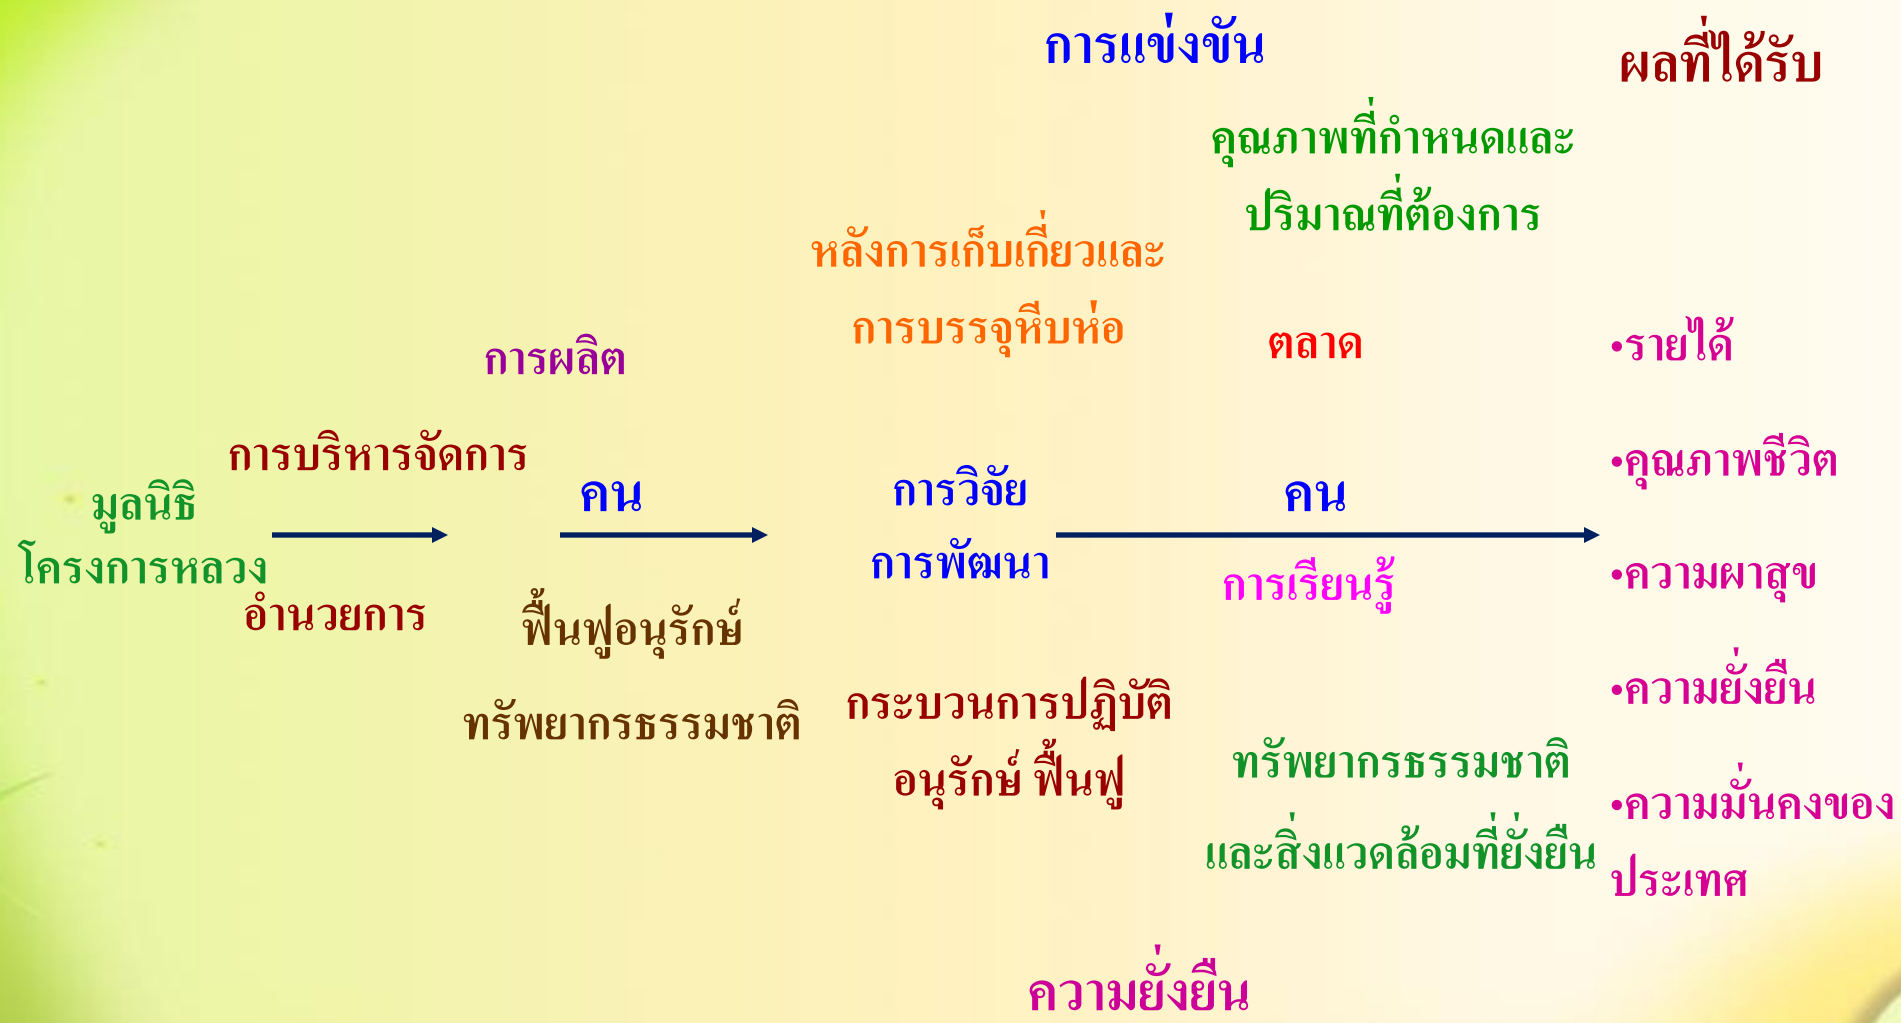 การแข่งขัน
ผลที่ได้รับ
คุณภาพที่กำหนดและ
ปริมาณที่ต้องการ
หลังการเก็บเกี่ยวและ
การบรรจุหีบห่อ
ตลาด
การผลิต
การบริหารจัดการ
มูลนิธิ
โครงการหลวง
อำนวยการ
คน
ฟื้นฟูอนุรักษ์
ทรัพยากรธรรมชาติ
การวิจัย
การพัฒนา
กระบวนการปฏิบัติ
อนุรักษ์ ฟื้นฟู
คน
การเรียนรู้
ทรัพยากรธรรมชาติ
และสิ่งแวดล้อมที่ยั่งยืน
•รายได้
•คุณภาพชีวิต
•ความผาสุข
•ความยั่งยืน
•ความมั่นคงของ
ประเทศ
ความยั่งยืน